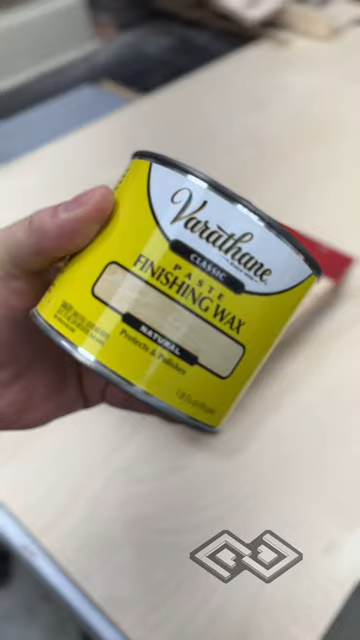 Varathane
CLASSIC
PASTE
FINISHING WAX
NATURAL
Protects & Polishes